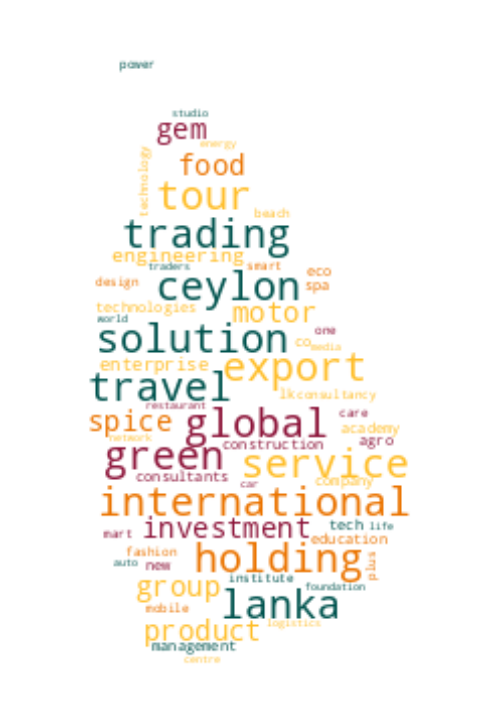 power
studio
gem
energy
technology
food
tour
beach
trading
engineering
traders
smart
eco
design
ceylon
spa
technologies
motor
world
one
solution
co
media
enterprise
export
travel
lk consultancy
restaurant
spice
global
care
academy
network
construction
agro
green
service
consultants
car
company
international
mart
investment
tech
life
education
fashion
holding
auto
new
plus
institute
group
foundation
mobile
lanka
product
logistics
management
centre